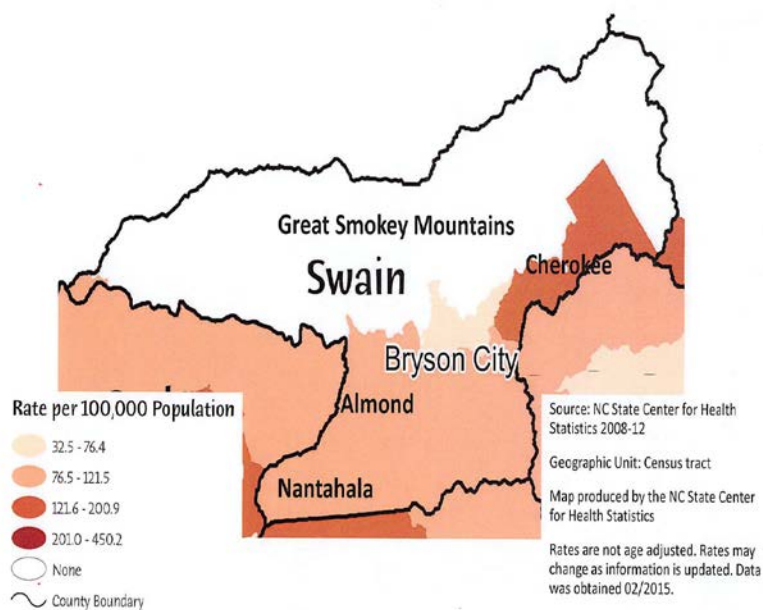 Great Smokey Mountains
Swain
Cherokee
Bryson City
Almond
Nantahala
Rate per 100,000 Population
32.5 - 76.4
76.5 - 121.5
121.6 - 200.9
201.0 - 450.2
None
County Boundary
Source: NC State Center for Health
Statistics 2008-12
Geographic Unit: Census tract
Map produced by the NC State Center
for Health Statistics
Rates are not age adjusted. Rates may
change as information is updated. Data
was obtained 02/2015.